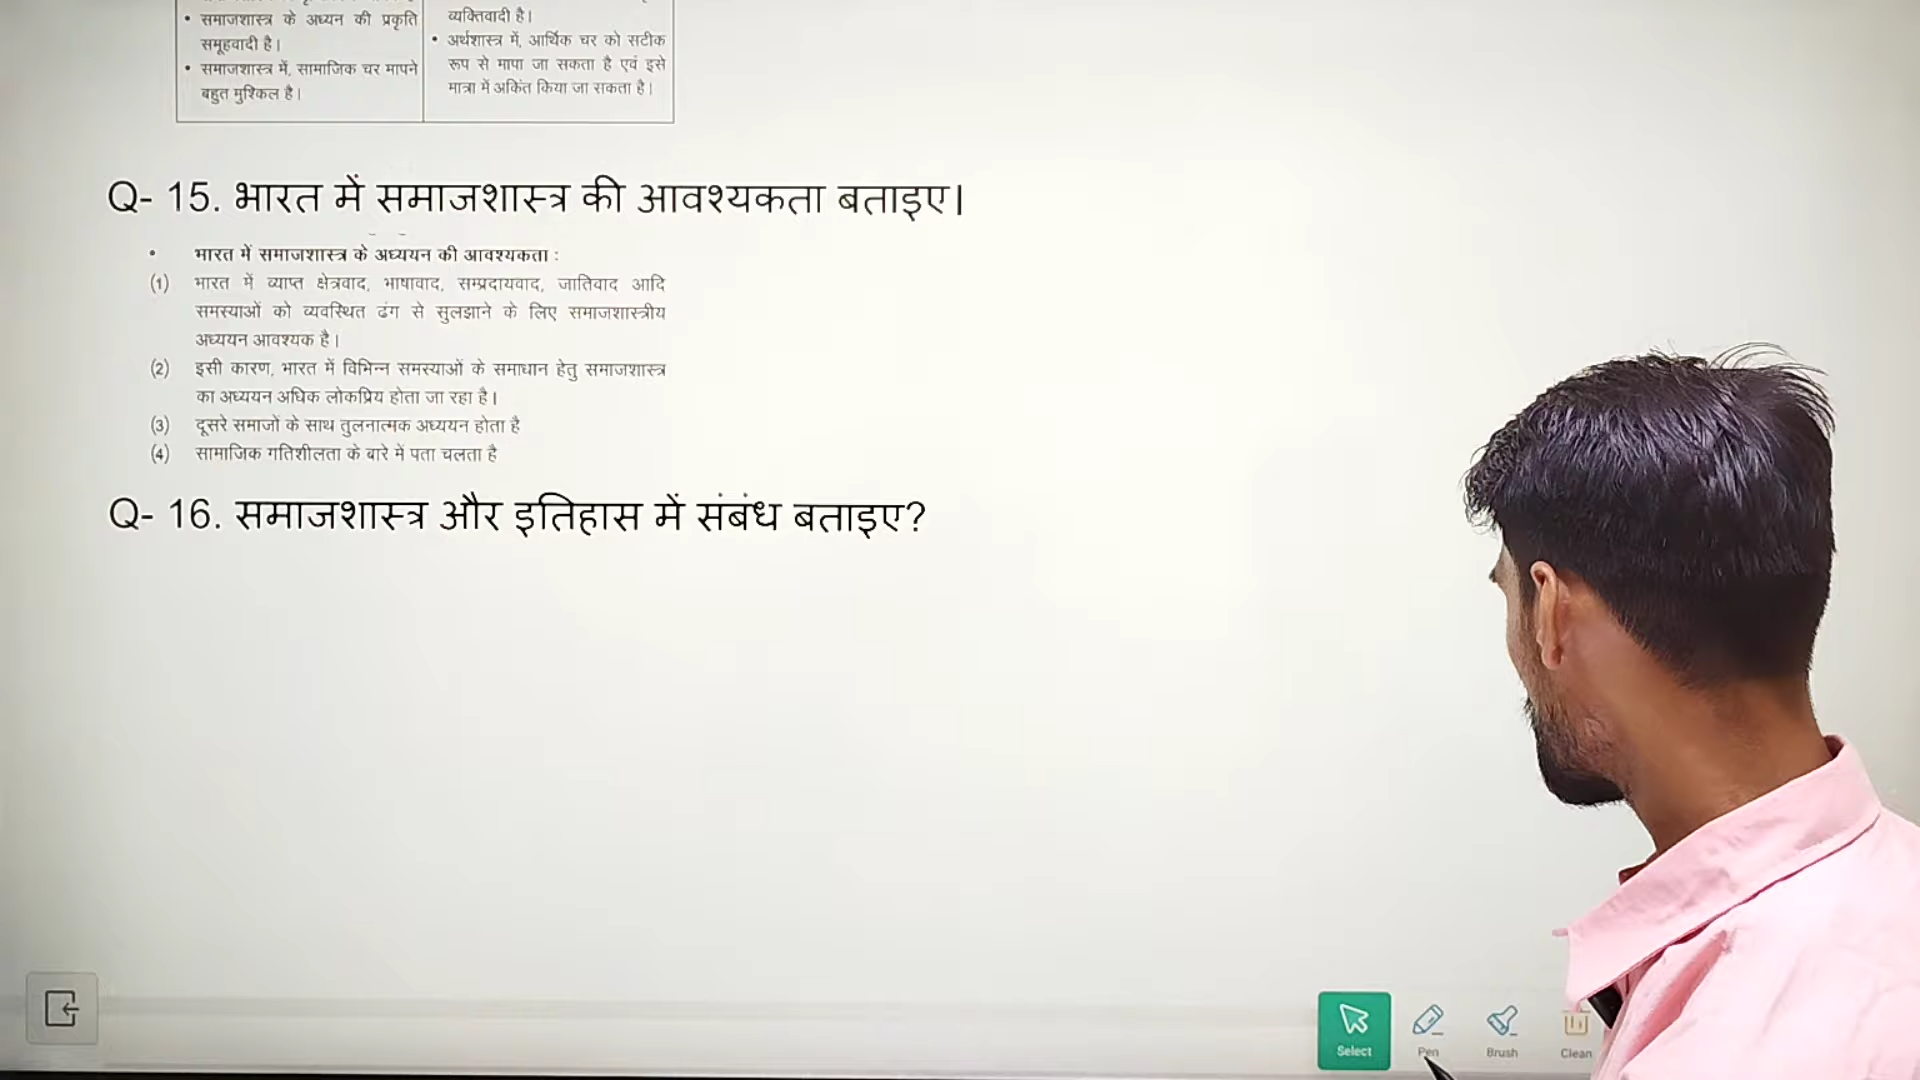 • समाजशास्त्र के अध्यन की प्रकृति
समूहवादी है।
• समाजशास्त्र में, सामाजिक चर मापने
बहुत मुश्किल है।
व्यक्तिवादी है।
• अर्थशास्त्र में, आर्थिक चर को सटीक
रूप से मापा जा सकता है एवं इसे
मात्रा में अकिंत किया जा सकता है।
Q- 15. भारत में समाजशास्त्र की आवश्यकता बताइए।
• भारत में समाजशास्त्र के अध्ययन की आवश्यकता :
(1) भारत में व्याप्त क्षेत्रवाद, भाषावाद, सम्प्रदायवाद, जातिवाद आदि
समस्याओं को व्यवस्थित ढंग से सुलझाने के लिए समाजशास्त्रीय
अध्ययन आवश्यक है।
(2) इसी कारण, भारत में विभिन्न समस्याओं के समाधान हेतु समाजशास्त्र
का अध्ययन अधिक लोकप्रिय होता जा रहा है।
(3) दूसरे समाजों के साथ तुलनात्मक अध्ययन होता है
(4) सामाजिक गतिशीलता के बारे में पता चलता है
Q- 16. समाजशास्त्र और इतिहास में संबंध बताइए?
Select
Pen
Brush
Clean